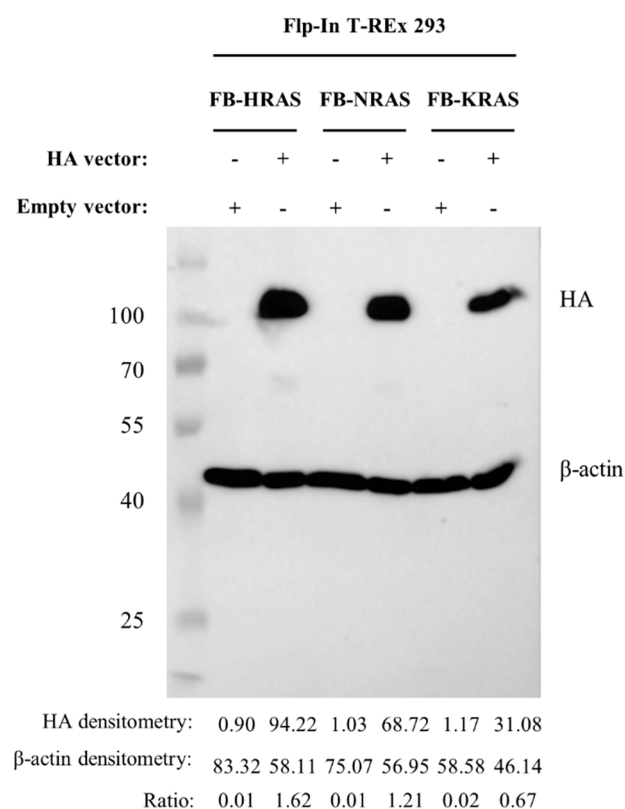 Flp-In T-REx 293
FB-HRAS FB-NRAS FB-KRAS
HA vector: - + - + - +
Empty vector: + - + - + -
HA
100
70
55
β-actin
40
25
HA densitometry: 0.90 94.22 1.03 68.72 1.17 31.08
β-actin densitometry: 83.32 58.11 75.07 56.95 58.58 46.14
Ratio: 0.01 1.62 0.01 1.21 0.02 0.67